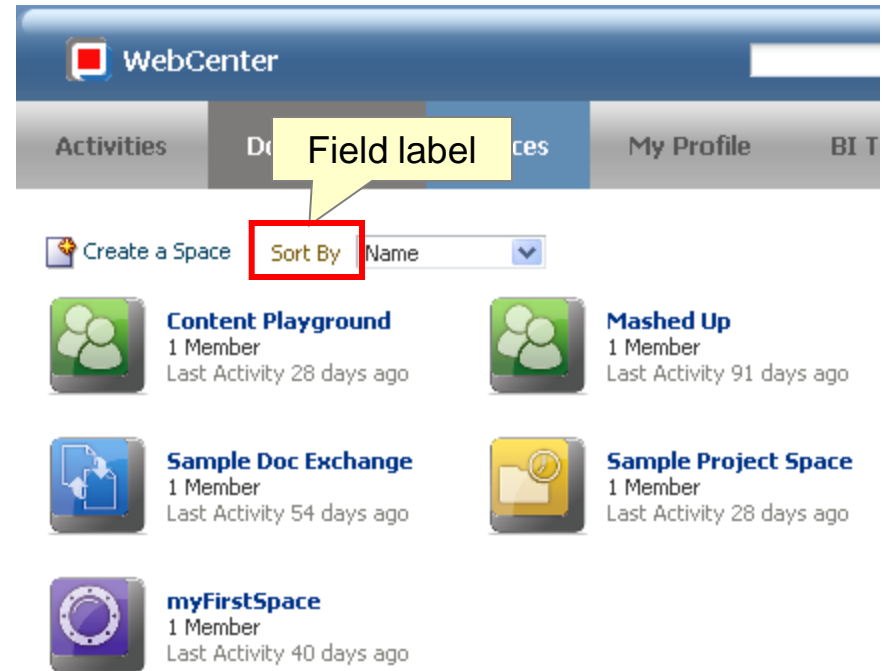 WebCenter
Activities
Field label
My Profile
Create a Space Sort By Name
Content Playground
1 Member
Last Activity 28 days ago
Mashed Up
1 Member
Last Activity 91 days ago
Sample Doc Exchange
1 Member
Last Activity 54 days ago
Sample Project Space
1 Member
Last Activity 28 days ago
myFirstSpace
1 Member
Last Activity 40 days ago